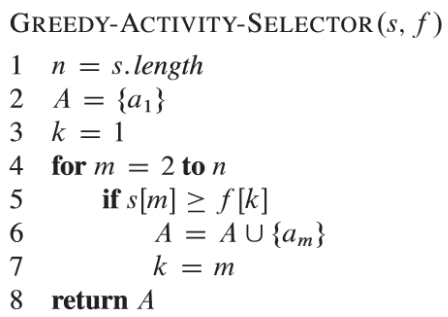 GREEDY-ACTIVITY-SELECTOR(s, f)
1 n = s.length
2 A = {a₁}
3 k = 1
4 for m = 2 to n
5 if s[m] ≥ f[k]
6 A = A ∪ {aₘ}
7 k = m
8 return A